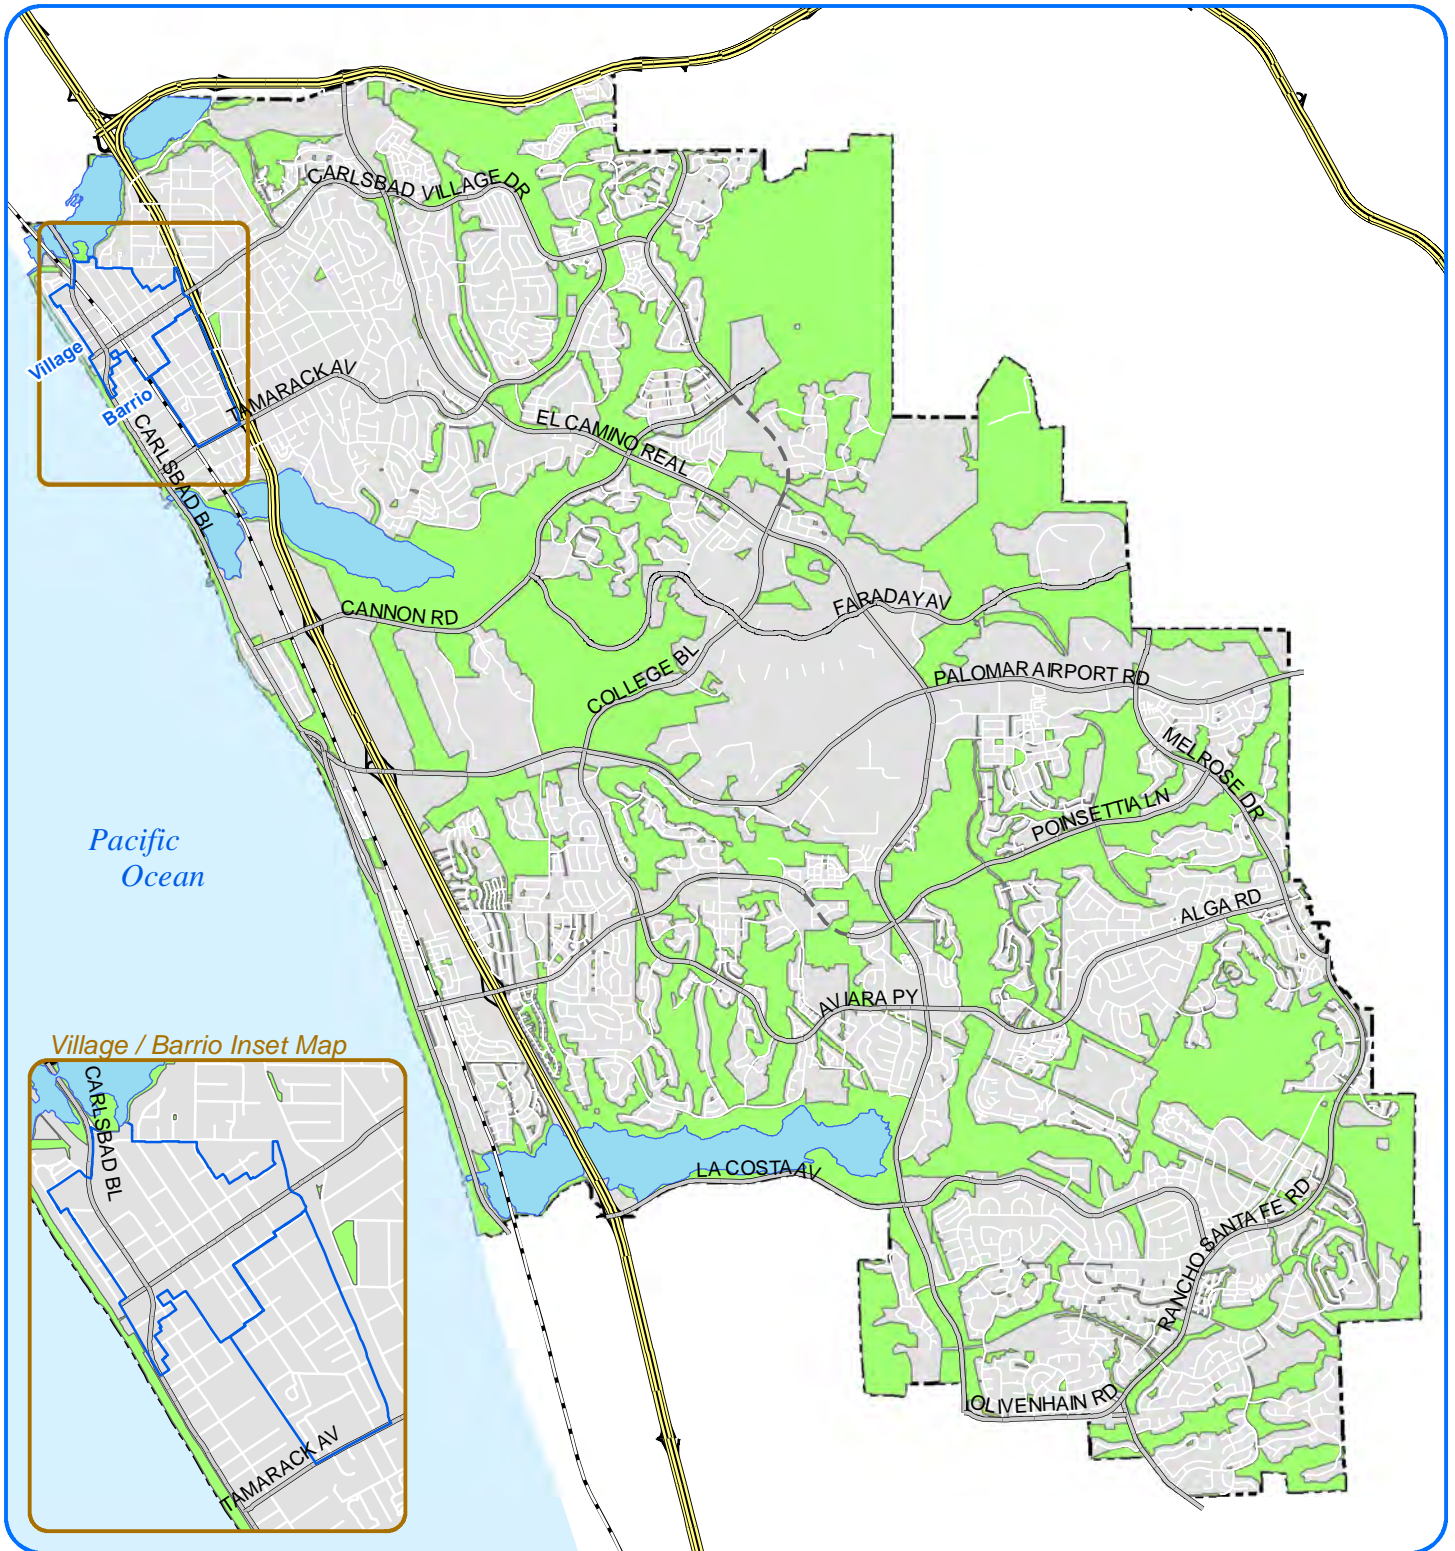 CARLSBAD VILLAGE DR
Village
Barrio
TAMARACK AV
CARLSBAD BL
EL CAMINO REAL
CANNON RD
FARADAY AV
COLLEGE BL
PALOMAR AIRPORT RD
MELROSE DR
POINSETTIA LN
Pacific
Ocean
ALGA RD
AVIARA PY
Village / Barrio Inset Map
CARLSBAD BL
TAMARACK AV
LA COSTA AV
RANCHO SANTA FE RD
OLIVENHAIN RD